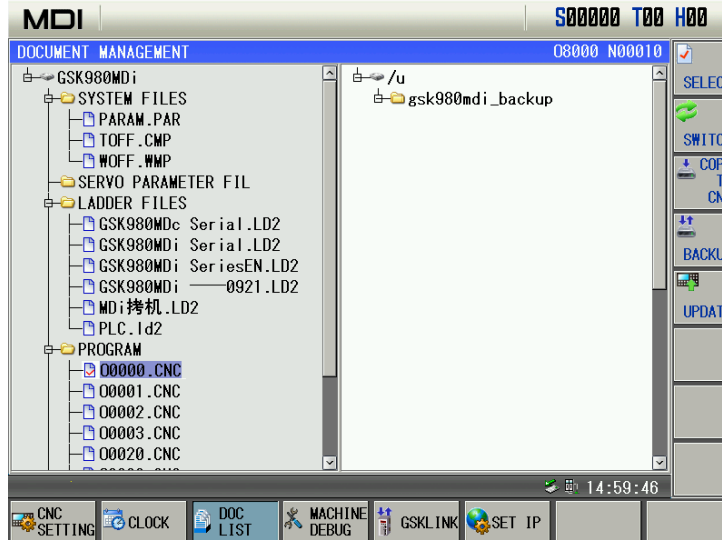 MDI
S00000 T00 H00
DOCUMENT MANAGEMENT
O8000 N00010
GSK980MDi
SYSTEM FILES
PARAM.PAR
TOFF.CMP
WOFF.WMP
SERVO PARAMETER FIL
LADDER FILES
GSK980MDc Serial.LD2
GSK980MDi Serial.LD2
GSK980MDi SeriesEN.LD2
GSK980MDi ——0921.LD2
MDi拷机.LD2
PLC.ld2
PROGRAM
O0000.CNC
O0001.CNC
O0002.CNC
O0003.CNC
O0020.CNC
/u
gsk980mdi_backup
SELEC
SWITC
COP
T
CN
BACKU
UPDAT
14:59:46
CNC
SETTING
CLOCK
DOC
LIST
MACHINE
DEBUG
GSKLINK
SET IP